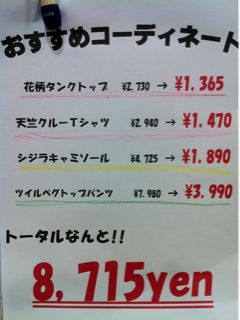 おすすめコーディネート
花柄タンクトップ ¥2.730 → ¥1,365
天竺クルーTシャツ ¥2,940 → ¥1,470
シジラキャミソール ¥4,725 → ¥1,890
ツイルペグトップパンツ ¥7,980 → ¥3,990
トータルなんと!!
8,715yen